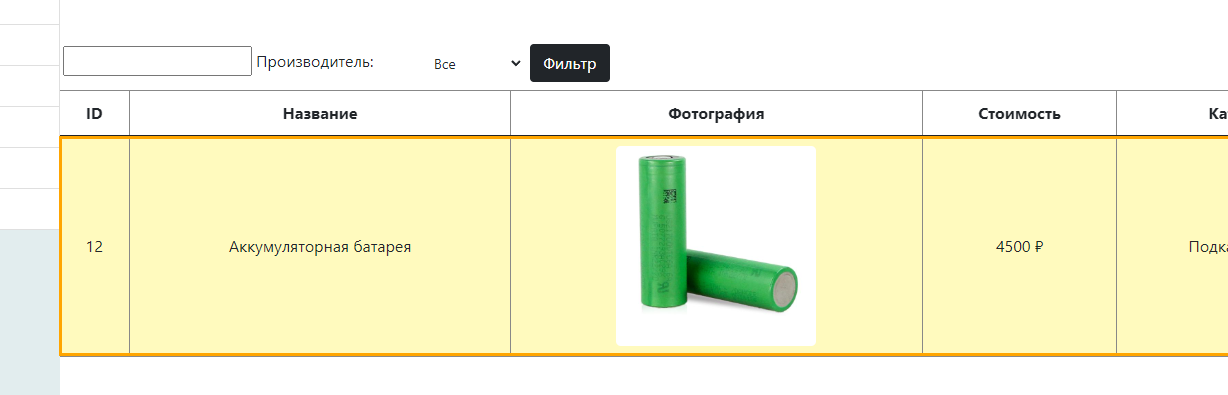 Производитель: Все Фильтр
ID Название Фотография Стоимость
12 Аккумуляторная батарея 4500 ₽